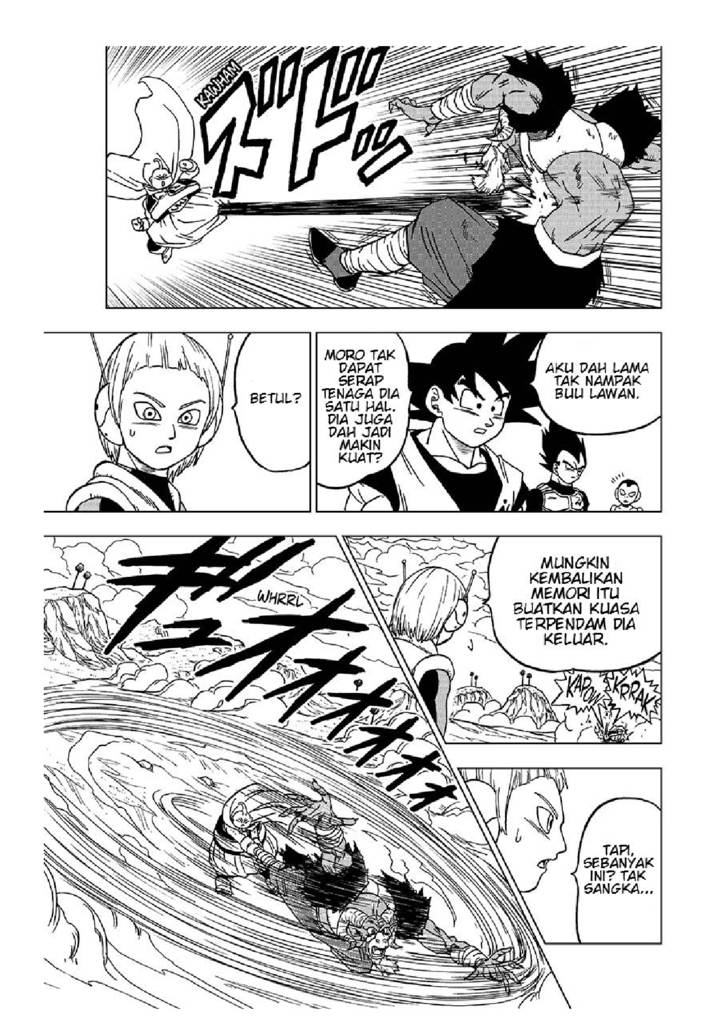 KAWHAM
ズドドッ
AKU DAH LAMA
TAK NAMPAK
BUU LAWAN.
MORO TAK
DAPAT
SERAP
TENAGA DIA
SATU HAL.
DIA JUGA
DAH JADI
MAKIN
KUAT?
BETUL?
MUNGKIN
KEMBALIKAN
MEMORI ITU
BUATKAN KUASA
TERPENDAM DIA
KELUAR.
KAPOW
KRRAK
WHRRL
ギュオオオオオ
TAPI,
SEBANYAK
INI? TAK
SANGKA...